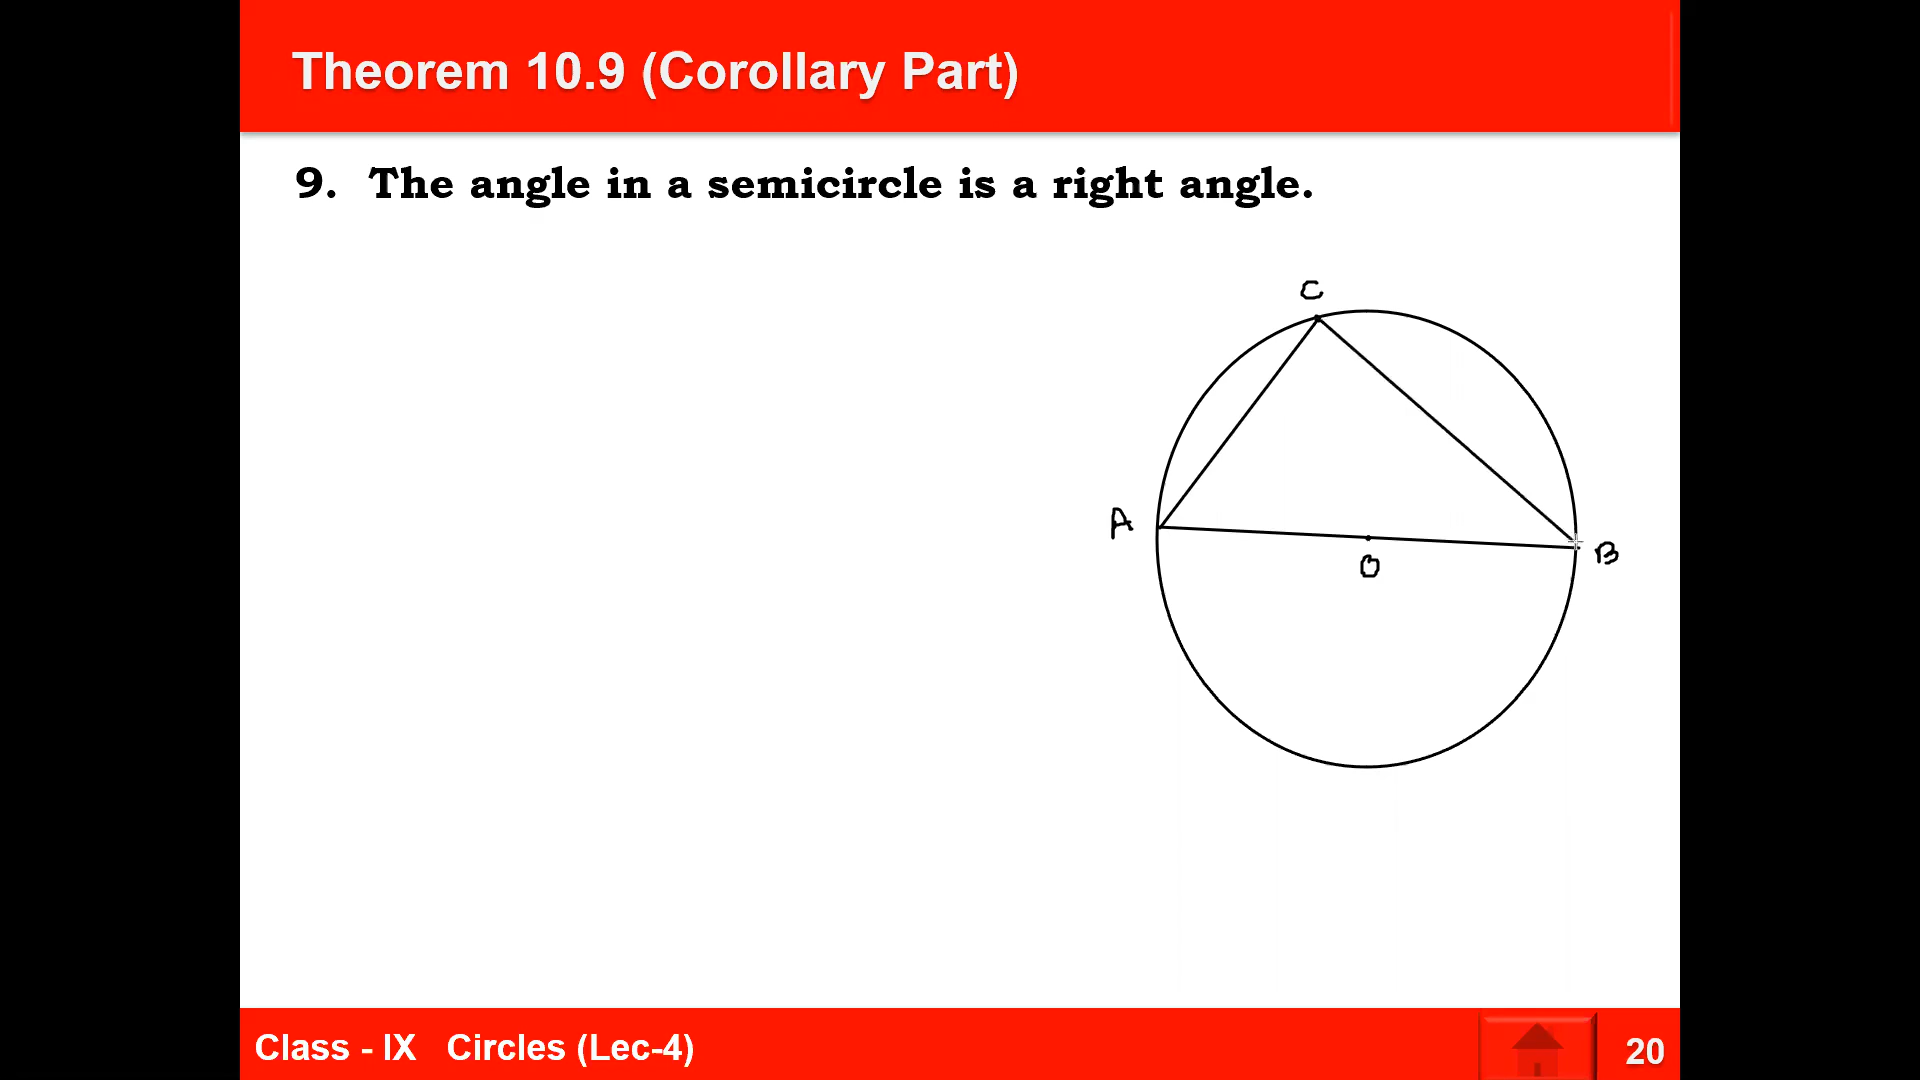 Theorem 10.9 (Corollary Part)
9. The angle in a semicircle is a right angle.
C
A
O
B
Class - IX Circles (Lec-4)
20